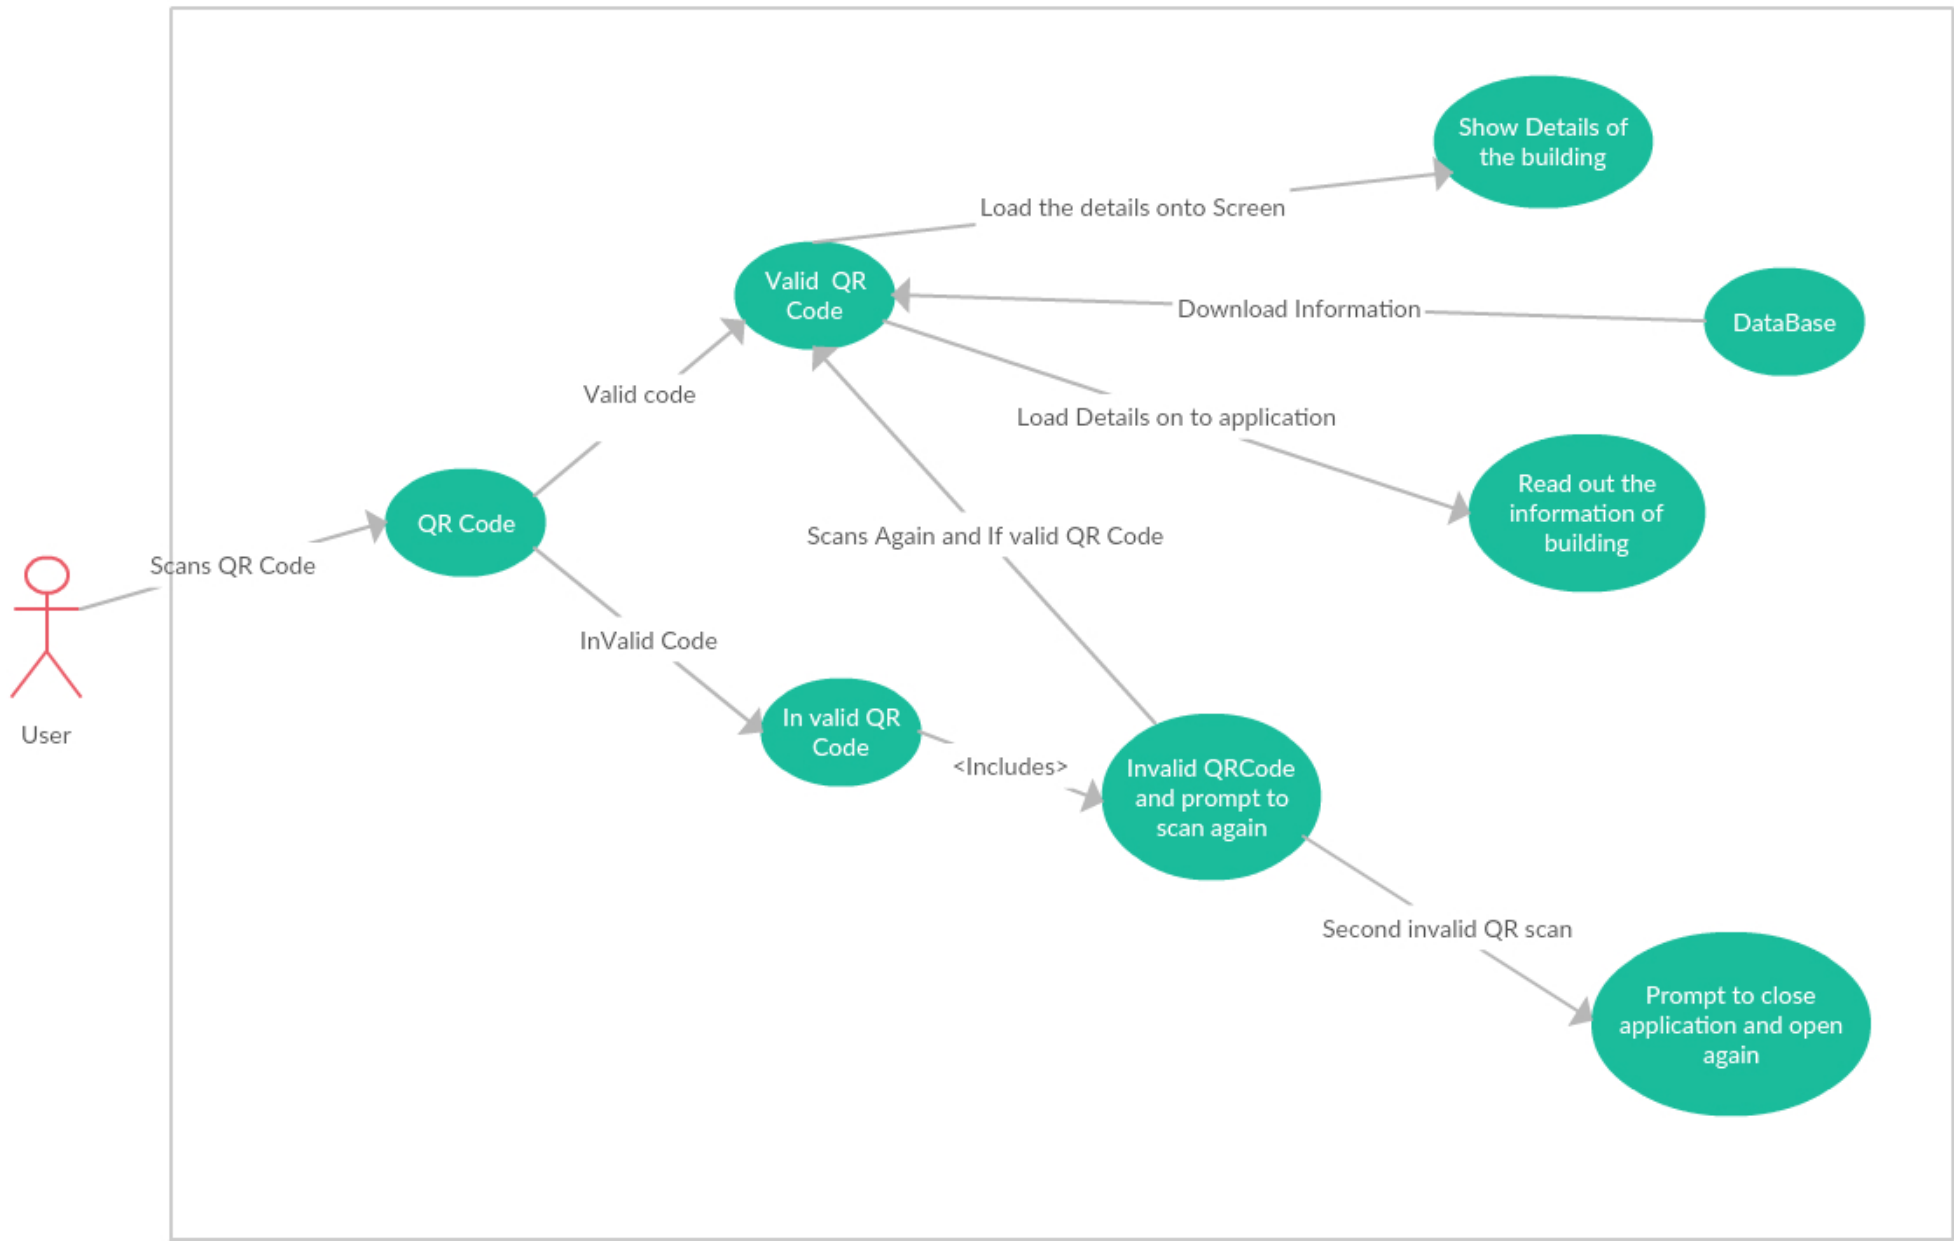 Show Details of
the building
Load the details onto Screen
Valid  QR
Code
Download Information
DataBase
Valid code
Load Details on to application
Read out the
information of
building
QR Code
Scans Again and If valid QR Code
Scans QR Code
InValid Code
User
In valid QR
Code
<Includes>
Invalid QRCode
and prompt to
scan again
Second invalid QR scan
Prompt to close
application and open
again